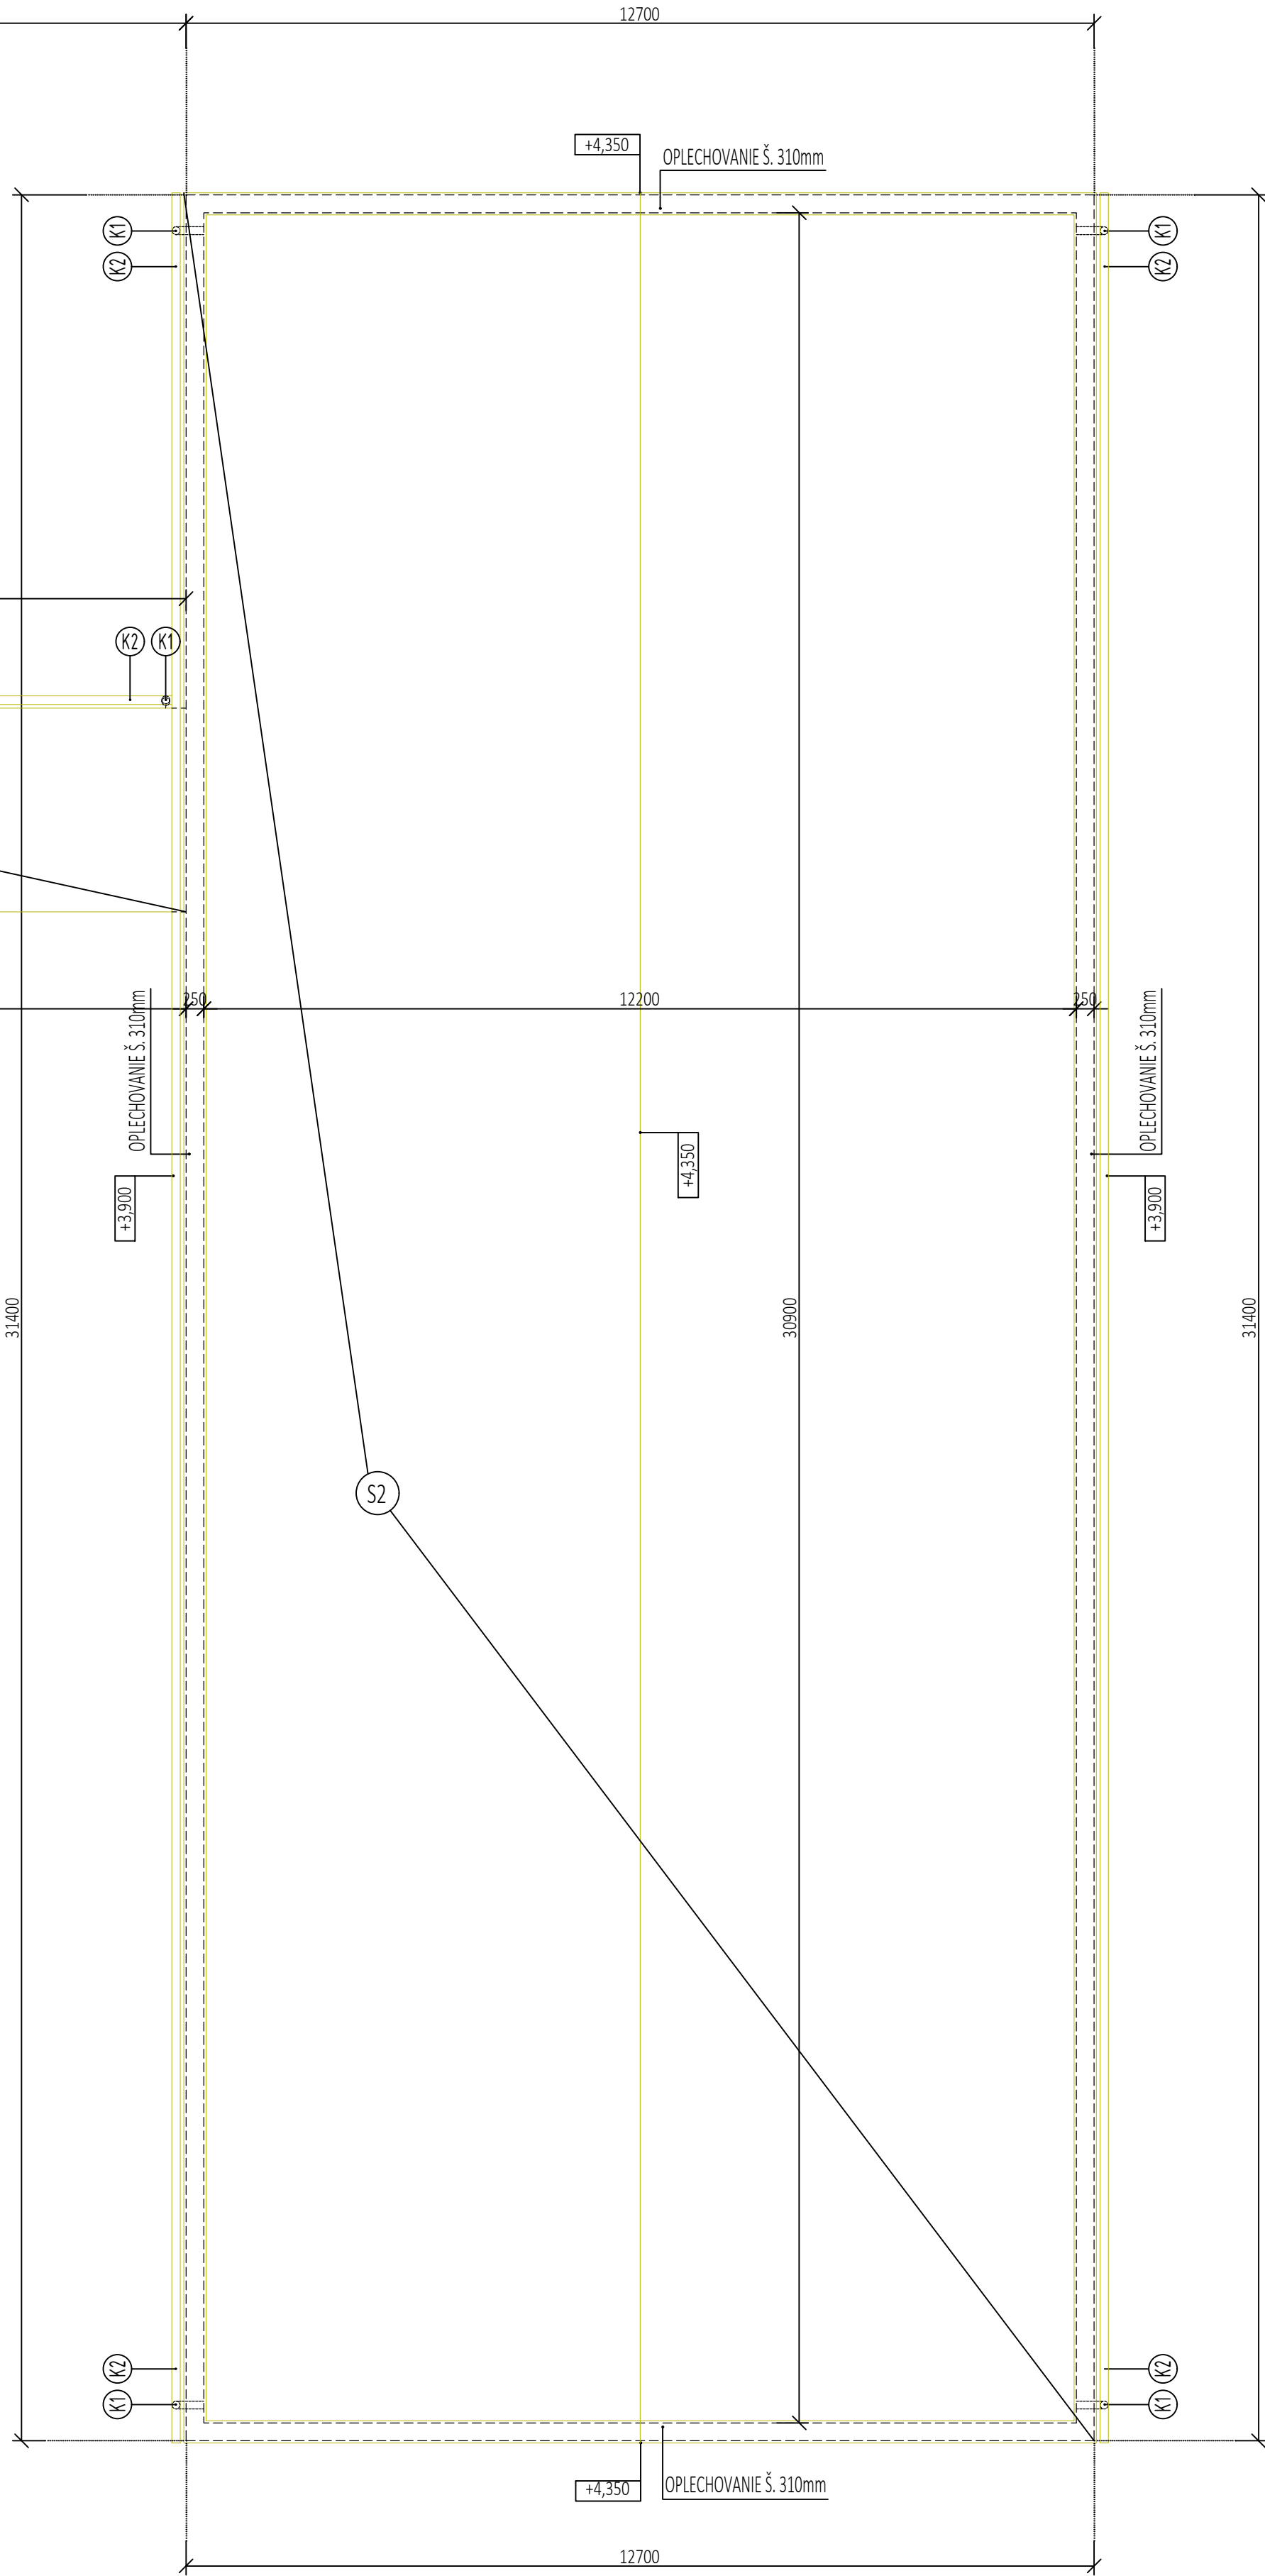 12700
+4,350
OPLECHOVANIE Š. 310mm
K1
K1
K2
K2
K2 K1
250
12200
250
OPLECHOVANIE Š. 310mm
OPLECHOVANIE Š. 310mm
+4,350
+3,900
+3,900
31400
30900
31400
S2
K2
K2
K1
K1
+4,350
OPLECHOVANIE Š. 310mm
12700